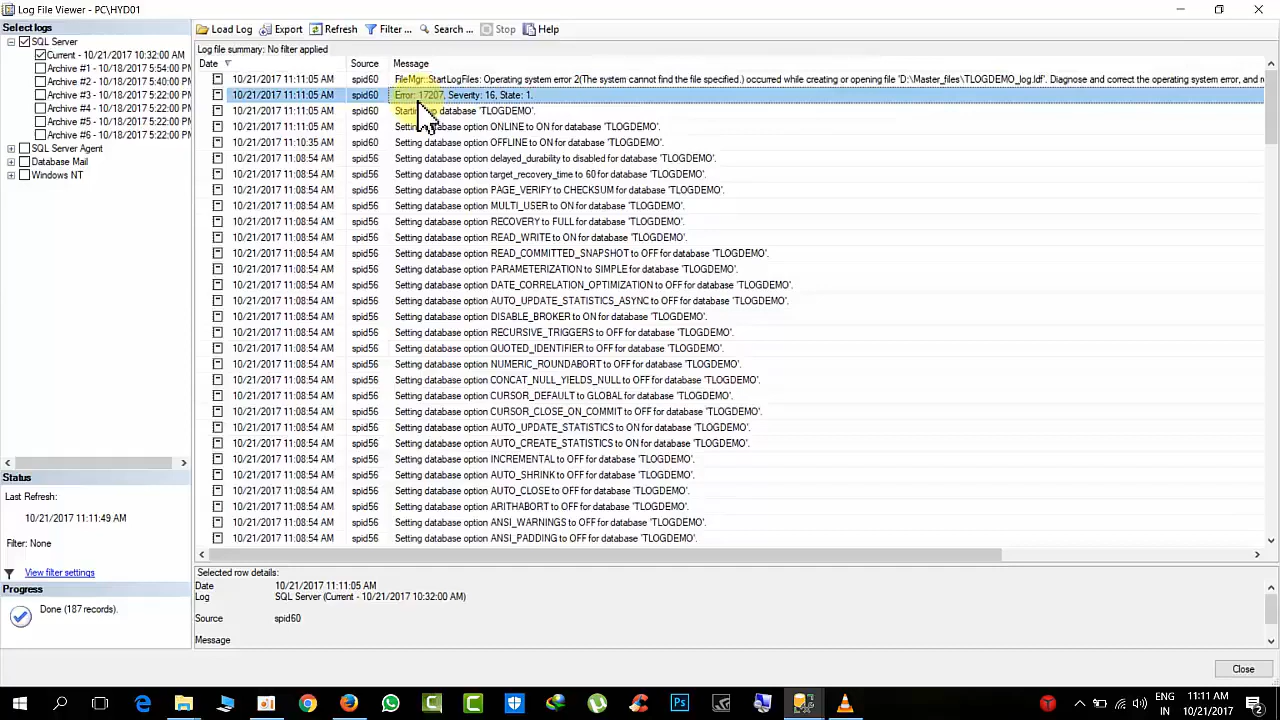 Log File Viewer - PC\HYD01
Select logs
SQL Server
Current - 10/21/2017 10:32:00 AM
Archive #1 - 10/18/2017 5:54:00 P
Archive #2 - 10/18/2017 5:40:00 P
Archive #3 - 10/18/2017 5:22:00 P
Archive #4 - 10/18/2017 5:22:00 P
Archive #5 - 10/18/2017 5:22:00 P
Archive #6 - 10/18/2017 5:22:00 P
SQL Server Agent
Database Mail
Windows NT
Status
Last Refresh:
10/21/2017 11:11:49 AM
Filter: None
View filter settings
Progress
Done (187 records).
Load Log Export Refresh Filter ... Search ... Stop Help
Log file summary: No filter applied
Date Source Message
10/21/2017 11:11:05 AM spid60 FileMgr::StartLogFiles: Operating system error 2(The system cannot find the file specified.) occurred while creating or opening file 'D:\Master_files\TLOGDEMO_log.ldf'. Diagnose and correct the operating system error, and r
10/21/2017 11:11:05 AM spid60 Error: 17207, Severity: 16, State: 1.
10/21/2017 11:11:05 AM spid60 Starting up database 'TLOGDEMO'.
10/21/2017 11:11:05 AM spid60 Setting database option ONLINE to ON for database 'TLOGDEMO'.
10/21/2017 11:10:35 AM spid60 Setting database option OFFLINE to ON for database 'TLOGDEMO'.
10/21/2017 11:08:54 AM spid56 Setting database option delayed_durability to disabled for database 'TLOGDEMO'.
10/21/2017 11:08:54 AM spid56 Setting database option target_recovery_time to 60 for database 'TLOGDEMO'.
10/21/2017 11:08:54 AM spid56 Setting database option PAGE_VERIFY to CHECKSUM for database 'TLOGDEMO'.
10/21/2017 11:08:54 AM spid56 Setting database option MULTI_USER to ON for database 'TLOGDEMO'.
10/21/2017 11:08:54 AM spid56 Setting database option RECOVERY to FULL for database 'TLOGDEMO'.
10/21/2017 11:08:54 AM spid56 Setting database option READ_WRITE to ON for database 'TLOGDEMO'.
10/21/2017 11:08:54 AM spid56 Setting database option READ_COMMITTED_SNAPSHOT to OFF for database 'TLOGDEMO'.
10/21/2017 11:08:54 AM spid56 Setting database option PARAMETERIZATION to SIMPLE for database 'TLOGDEMO'.
10/21/2017 11:08:54 AM spid56 Setting database option DATE_CORRELATION_OPTIMIZATION to OFF for database 'TLOGDEMO'.
10/21/2017 11:08:54 AM spid56 Setting database option AUTO_UPDATE_STATISTICS_ASYNC to OFF for database 'TLOGDEMO'.
10/21/2017 11:08:54 AM spid56 Setting database option DISABLE_BROKER to ON for database 'TLOGDEMO'.
10/21/2017 11:08:54 AM spid56 Setting database option RECURSIVE_TRIGGERS to OFF for database 'TLOGDEMO'.
10/21/2017 11:08:54 AM spid56 Setting database option QUOTED_IDENTIFIER to OFF for database 'TLOGDEMO'.
10/21/2017 11:08:54 AM spid56 Setting database option NUMERIC_ROUNDABORT to OFF for database 'TLOGDEMO'.
10/21/2017 11:08:54 AM spid56 Setting database option CONCAT_NULL_YIELDS_NULL to OFF for database 'TLOGDEMO'.
10/21/2017 11:08:54 AM spid56 Setting database option CURSOR_DEFAULT to GLOBAL for database 'TLOGDEMO'.
10/21/2017 11:08:54 AM spid56 Setting database option CURSOR_CLOSE_ON_COMMIT to OFF for database 'TLOGDEMO'.
10/21/2017 11:08:54 AM spid56 Setting database option AUTO_UPDATE_STATISTICS to ON for database 'TLOGDEMO'.
10/21/2017 11:08:54 AM spid56 Setting database option AUTO_CREATE_STATISTICS to ON for database 'TLOGDEMO'.
10/21/2017 11:08:54 AM spid56 Setting database option INCREMENTAL to OFF for database 'TLOGDEMO'.
10/21/2017 11:08:54 AM spid56 Setting database option AUTO_SHRINK to OFF for database 'TLOGDEMO'.
10/21/2017 11:08:54 AM spid56 Setting database option AUTO_CLOSE to OFF for database 'TLOGDEMO'.
10/21/2017 11:08:54 AM spid56 Setting database option ARITHABORT to OFF for database 'TLOGDEMO'.
10/21/2017 11:08:54 AM spid56 Setting database option ANSI_WARNINGS to OFF for database 'TLOGDEMO'.
10/21/2017 11:08:54 AM spid56 Setting database option ANSI_PADDING to OFF for database 'TLOGDEMO'.
Selected row details:
Date 10/21/2017 11:11:05 AM
Log SQL Server (Current - 10/21/2017 10:32:00 AM)
Source spid60
Message
Close
ENG 11:11 AM
IN 10/21/2017